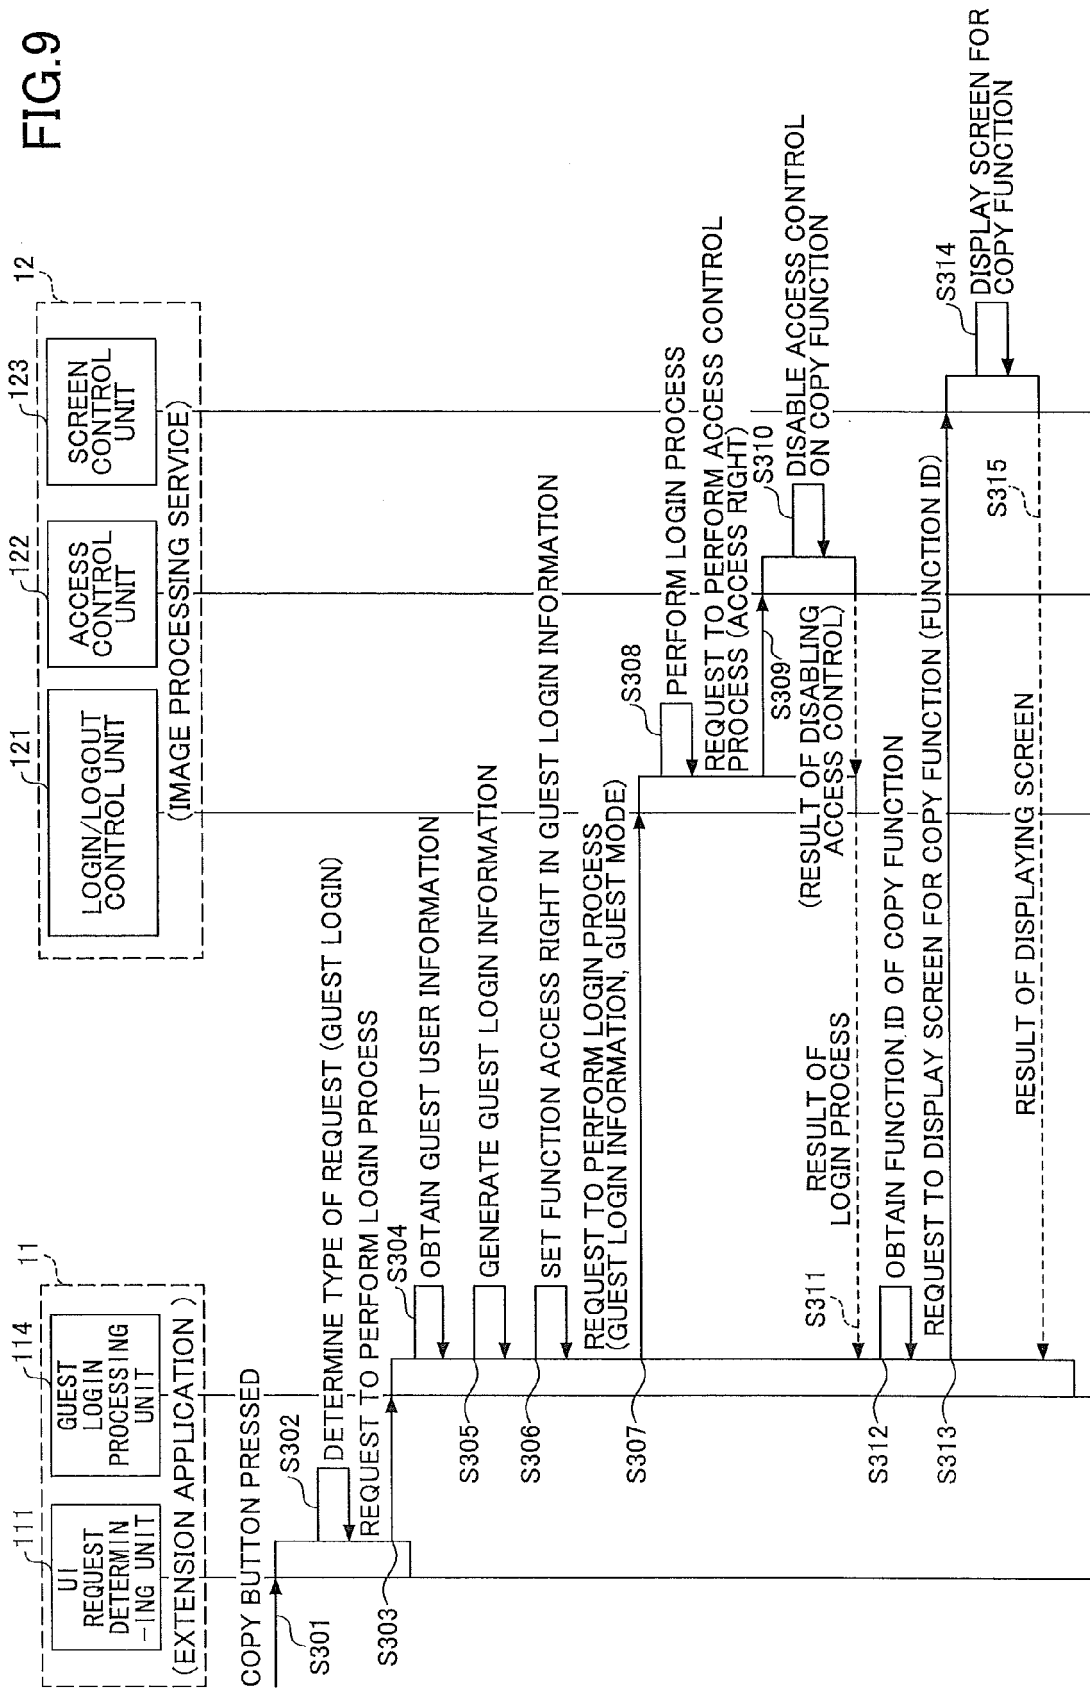 FIG.9
11
111
UI
REQUEST
DETERMIN
-ING UNIT
114
GUEST
LOGIN
PROCESSING
UNIT
(EXTENSION APPLICATION)
12
121
LOGIN/LOGOUT
CONTROL UNIT
122
ACCESS
CONTROL
UNIT
123
SCREEN
CONTROL
UNIT
(IMAGE PROCESSING SERVICE)
COPY BUTTON PRESSED
S301
S302
DETERMINE TYPE OF REQUEST (GUEST LOGIN)
REQUEST TO PERFORM LOGIN PROCESS
S303
S304
OBTAIN GUEST USER INFORMATION
S305
GENERATE GUEST LOGIN INFORMATION
S306
SET FUNCTION ACCESS RIGHT IN GUEST LOGIN INFORMATION
S307
REQUEST TO PERFORM LOGIN PROCESS
(GUEST LOGIN INFORMATION, GUEST MODE)
S308
PERFORM LOGIN PROCESS
REQUEST TO PERFORM ACCESS CONTROL
PROCESS (ACCESS RIGHT)
S309
S310
DISABLE ACCESS CONTROL
ON COPY FUNCTION
(RESULT OF DISABLING
ACCESS CONTROL)
RESULT OF
LOGIN PROCESS
S311
S312
OBTAIN FUNCTION ID OF COPY FUNCTION
S313
REQUEST TO DISPLAY SCREEN FOR COPY FUNCTION (FUNCTION ID)
S314
DISPLAY SCREEN FOR
COPY FUNCTION
S315
RESULT OF DISPLAYING SCREEN